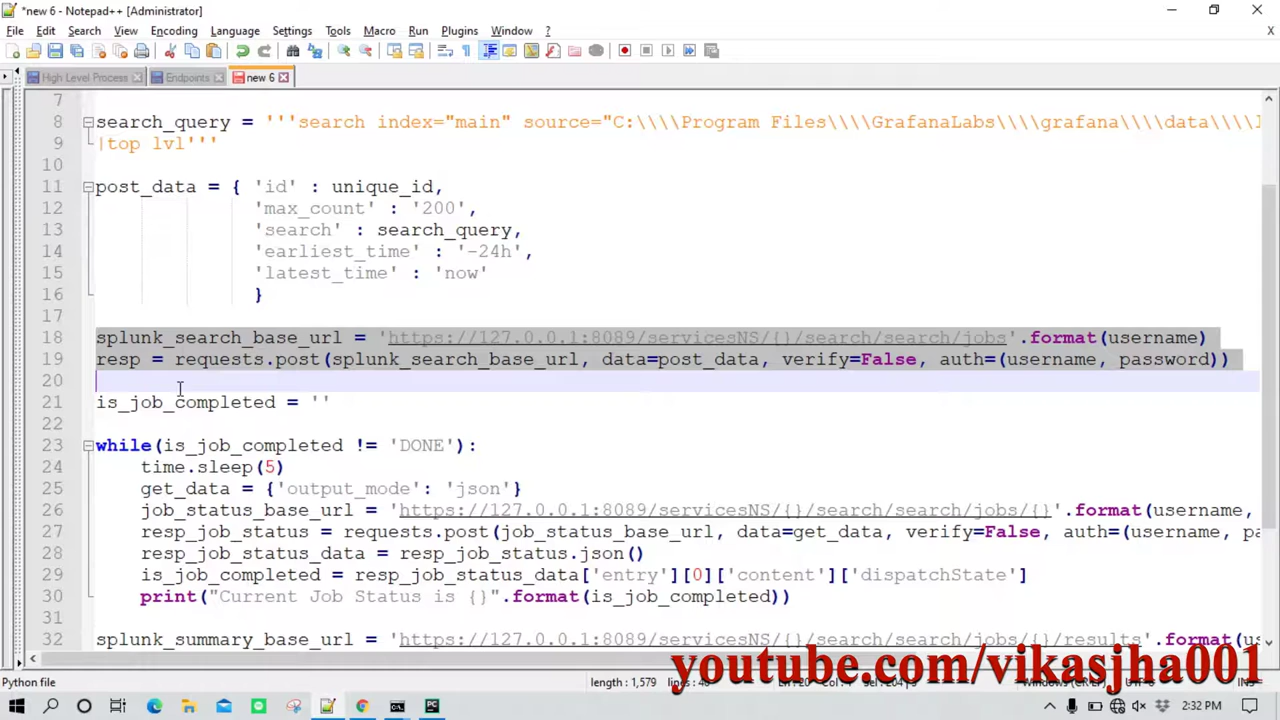 *new 6 - Notepad++ [Administrator]
File Edit Search View Encoding Language Settings Tools Macro Run Plugins Window ?
High Level Process Endpoints new 6
7
8 search_query = '''search index="main" source="C:\\\\Program Files\\\\GrafanaLabs\\\\grafana\\\\data\\\\l
9 |top lvl'''
10
11 post_data = { 'id' : unique_id,
12 'max_count' : '200',
13 'search' : search_query,
14 'earliest_time' : '-24h',
15 'latest_time' : 'now'
16 }
17
18 splunk_search_base_url = 'https://127.0.0.1:8089/servicesNS/{}/search/search/jobs'.format(username)
19 resp = requests.post(splunk_search_base_url, data=post_data, verify=False, auth=(username, password))
20
21 is_job_completed = ''
22
23 while(is_job_completed != 'DONE'):
24 time.sleep(5)
25 get_data = {'output_mode': 'json'}
26 job_status_base_url = 'https://127.0.0.1:8089/servicesNS/{}/search/search/jobs/{}'.format(username,
27 resp_job_status = requests.post(job_status_base_url, data=get_data, verify=False, auth=(username, pa
28 resp_job_status_data = resp_job_status.json()
29 is_job_completed = resp_job_status_data['entry'][0]['content']['dispatchState']
30 print("Current Job Status is {}".format(is_job_completed))
31
32 splunk_summary_base_url = 'https://127.0.0.1:8089/servicesNS/{}/search/search/jobs/{}/results'.format(us
youtube.com/vikasjha001
Python file length : 1,579
2:32 PM